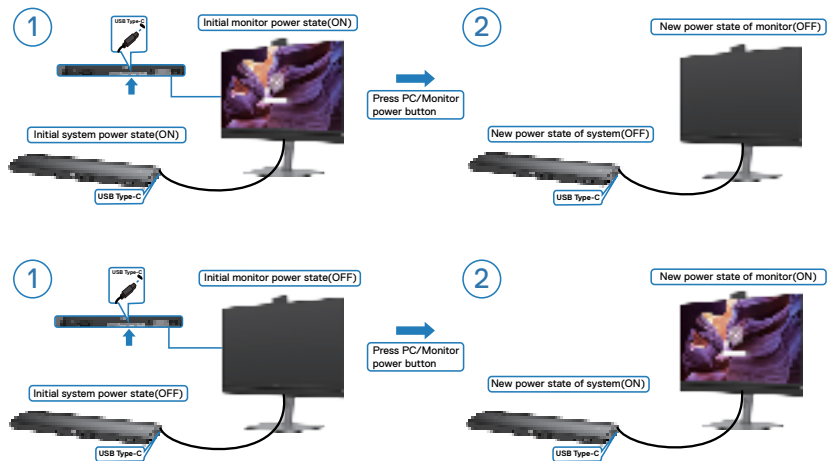 1
USB Type-C
Initial monitor power state(ON)
Initial system power state(ON)
USB Type-C
Press PC/Monitor
power button
2
New power state of monitor(OFF)
New power state of system(OFF)
USB Type-C
1
USB Type-C
Initial monitor power state(OFF)
Initial system power state(OFF)
USB Type-C
Press PC/Monitor
power button
2
New power state of monitor(ON)
New power state of system(ON)
USB Type-C